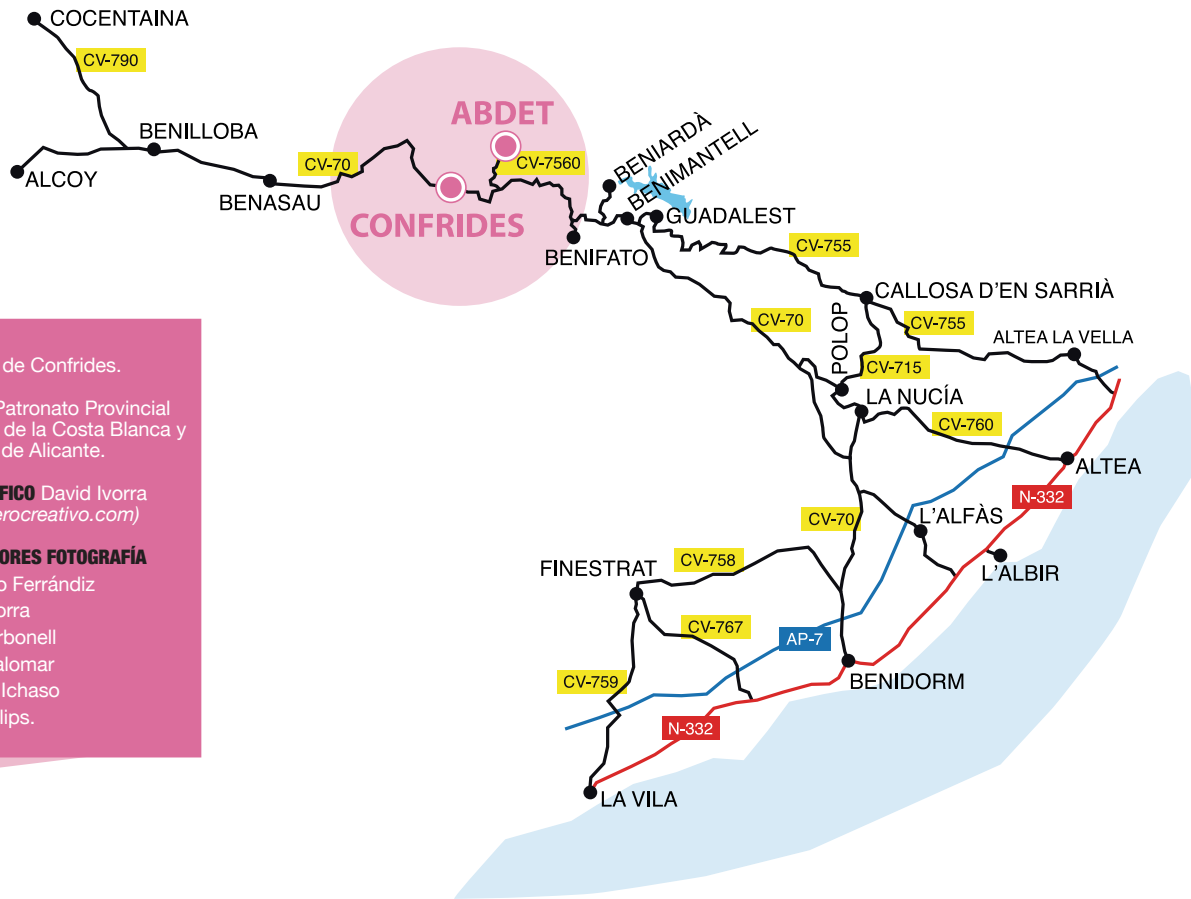 COCENTAINA
CV-790
ABDET
BENILLOBA
CV-70
CV-7560
BENIARDÀ
BENIMANTELL
ALCOY
BENASAU
CONFRIDES
GUADALEST
BENIFATO
CV-755
CALLOSA D'EN SARRIÀ
CV-70
POLOP
CV-755
ALTEA LA VELLA
CV-715
LA NUCÍA
CV-760
ALTEA
N-332
CV-70
L'ALFÀS
L'ALBIR
FINESTRAT
CV-758
CV-767
AP-7
CV-759
BENIDORM
N-332
LA VILA
de Confrides.
Patronato Provincial
de la Costa Blanca y
de Alicante.
FICO David Ivorra
erocreativo.com)
ORES FOTOGRAFÍA
o Ferrándiz
orra
rbonell
alomar
Ichaso
lips.